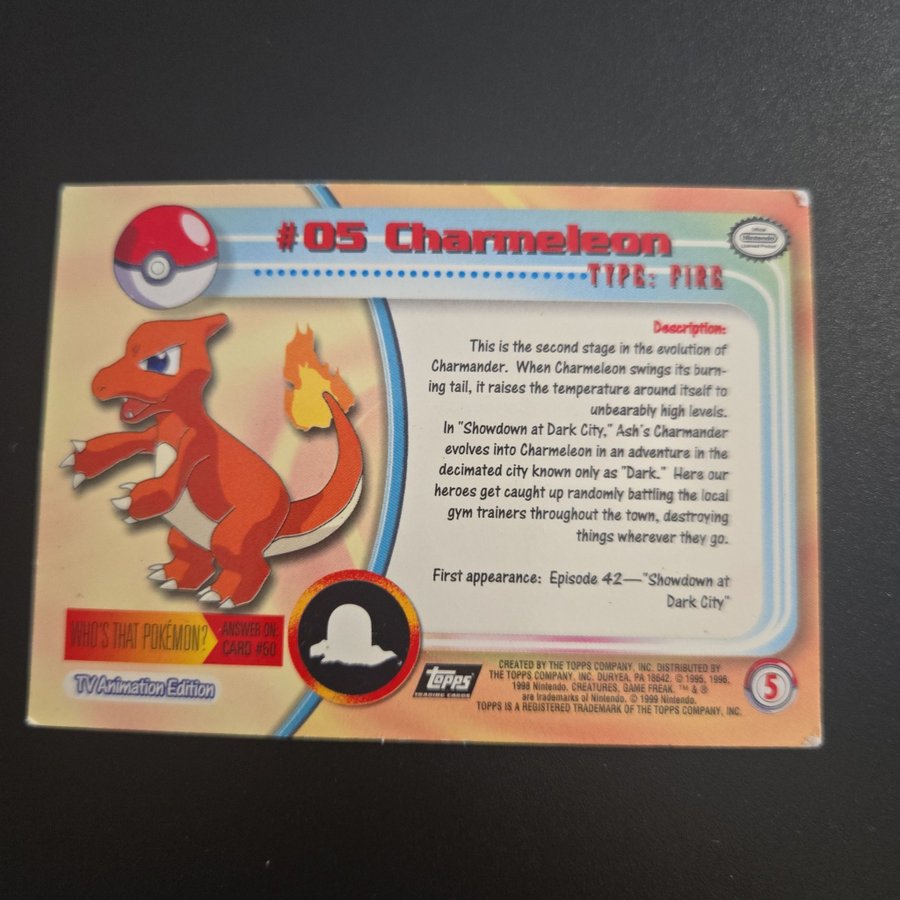 #05 Charmeleon
Official
Nintendo
Licensed Product
TYPE: FIRE
Description:
This is the second stage in the evolution of
Charmander. When Charmeleon swings its burn-
ing tail, it raises the temperature around itself to
unbearably high levels.
In "Showdown at Dark City," Ash's Charmander
evolves into Charmeleon in an adventure in the
decimated city known only as "Dark." Here our
heroes get caught up randomly battling the local
gym trainers throughout the town, destroying
things wherever they go.
First appearance: Episode 42—"Showdown at
Dark City"
WHO'S THAT POKÉMON?
ANSWER ON:
CARD #50
TV Animation Edition
topps
TRADING CARDS
CREATED BY THE TOPPS COMPANY, INC. DISTRIBUTED BY
THE TOPPS COMPANY, INC. DURYEA, PA 18642. © 1995, 1996,
1998 Nintendo, CREATURES, GAME FREAK. ™ & ®
are trademarks of Nintendo. © 1999 Nintendo.
TOPPS IS A REGISTERED TRADEMARK OF THE TOPPS COMPANY, INC.
5